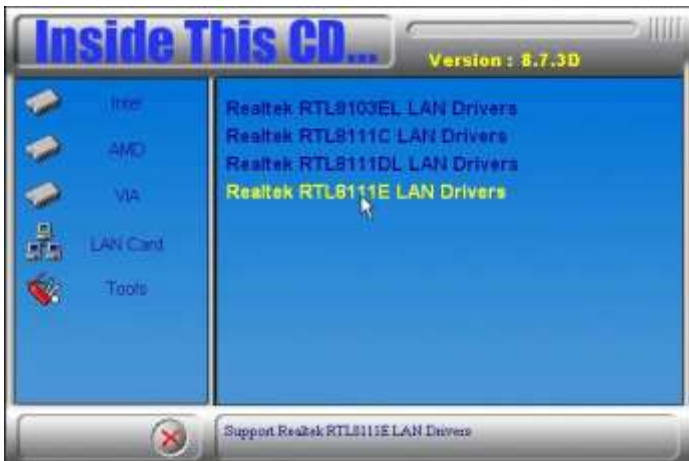 Inside This CD...
Version : 8.7.3D
Intel
AMD
VIA
LAN Card
Tools
Realtek RTL8103EL LAN Drivers
Realtek RTL8111C LAN Drivers
Realtek RTL8111DL LAN Drivers
Realtek RTL8111E LAN Drivers
Support Realtek RTL8111E LAN Drivers